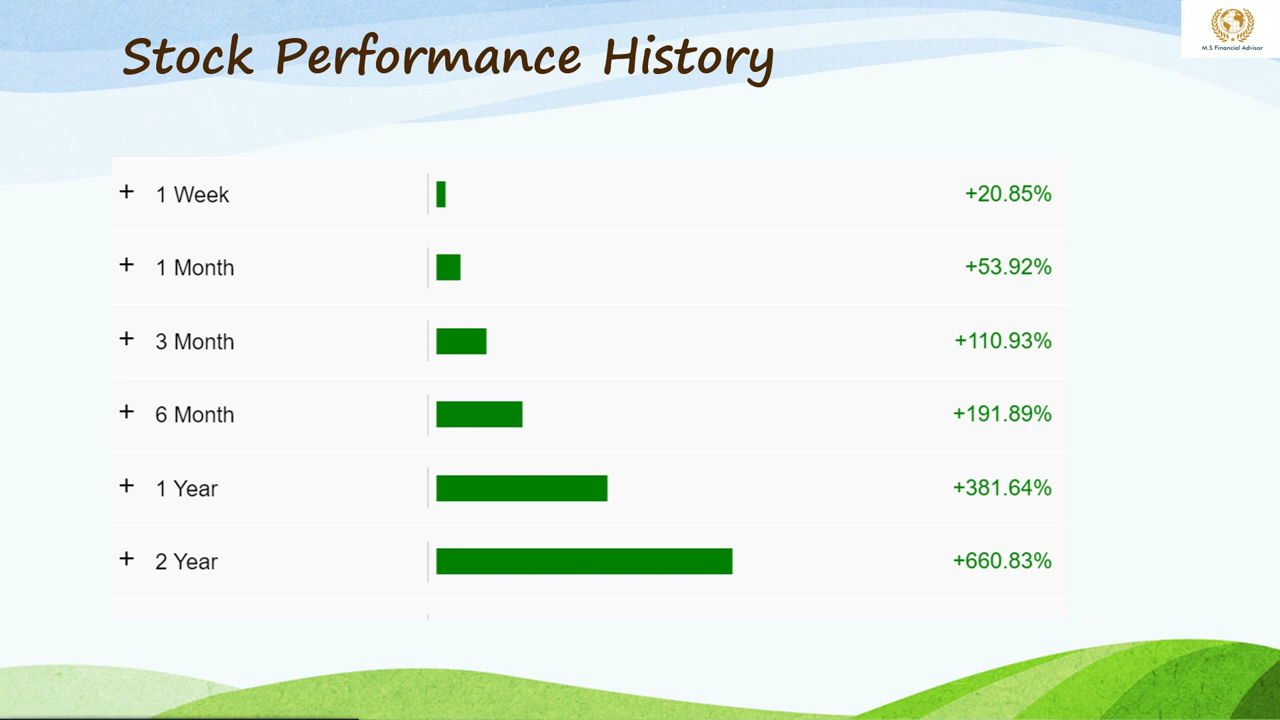 Stock Performance History
M.S Financial Advisor
+ 1 Week +20.85%
+ 1 Month +53.92%
+ 3 Month +110.93%
+ 6 Month +191.89%
+ 1 Year +381.64%
+ 2 Year +660.83%